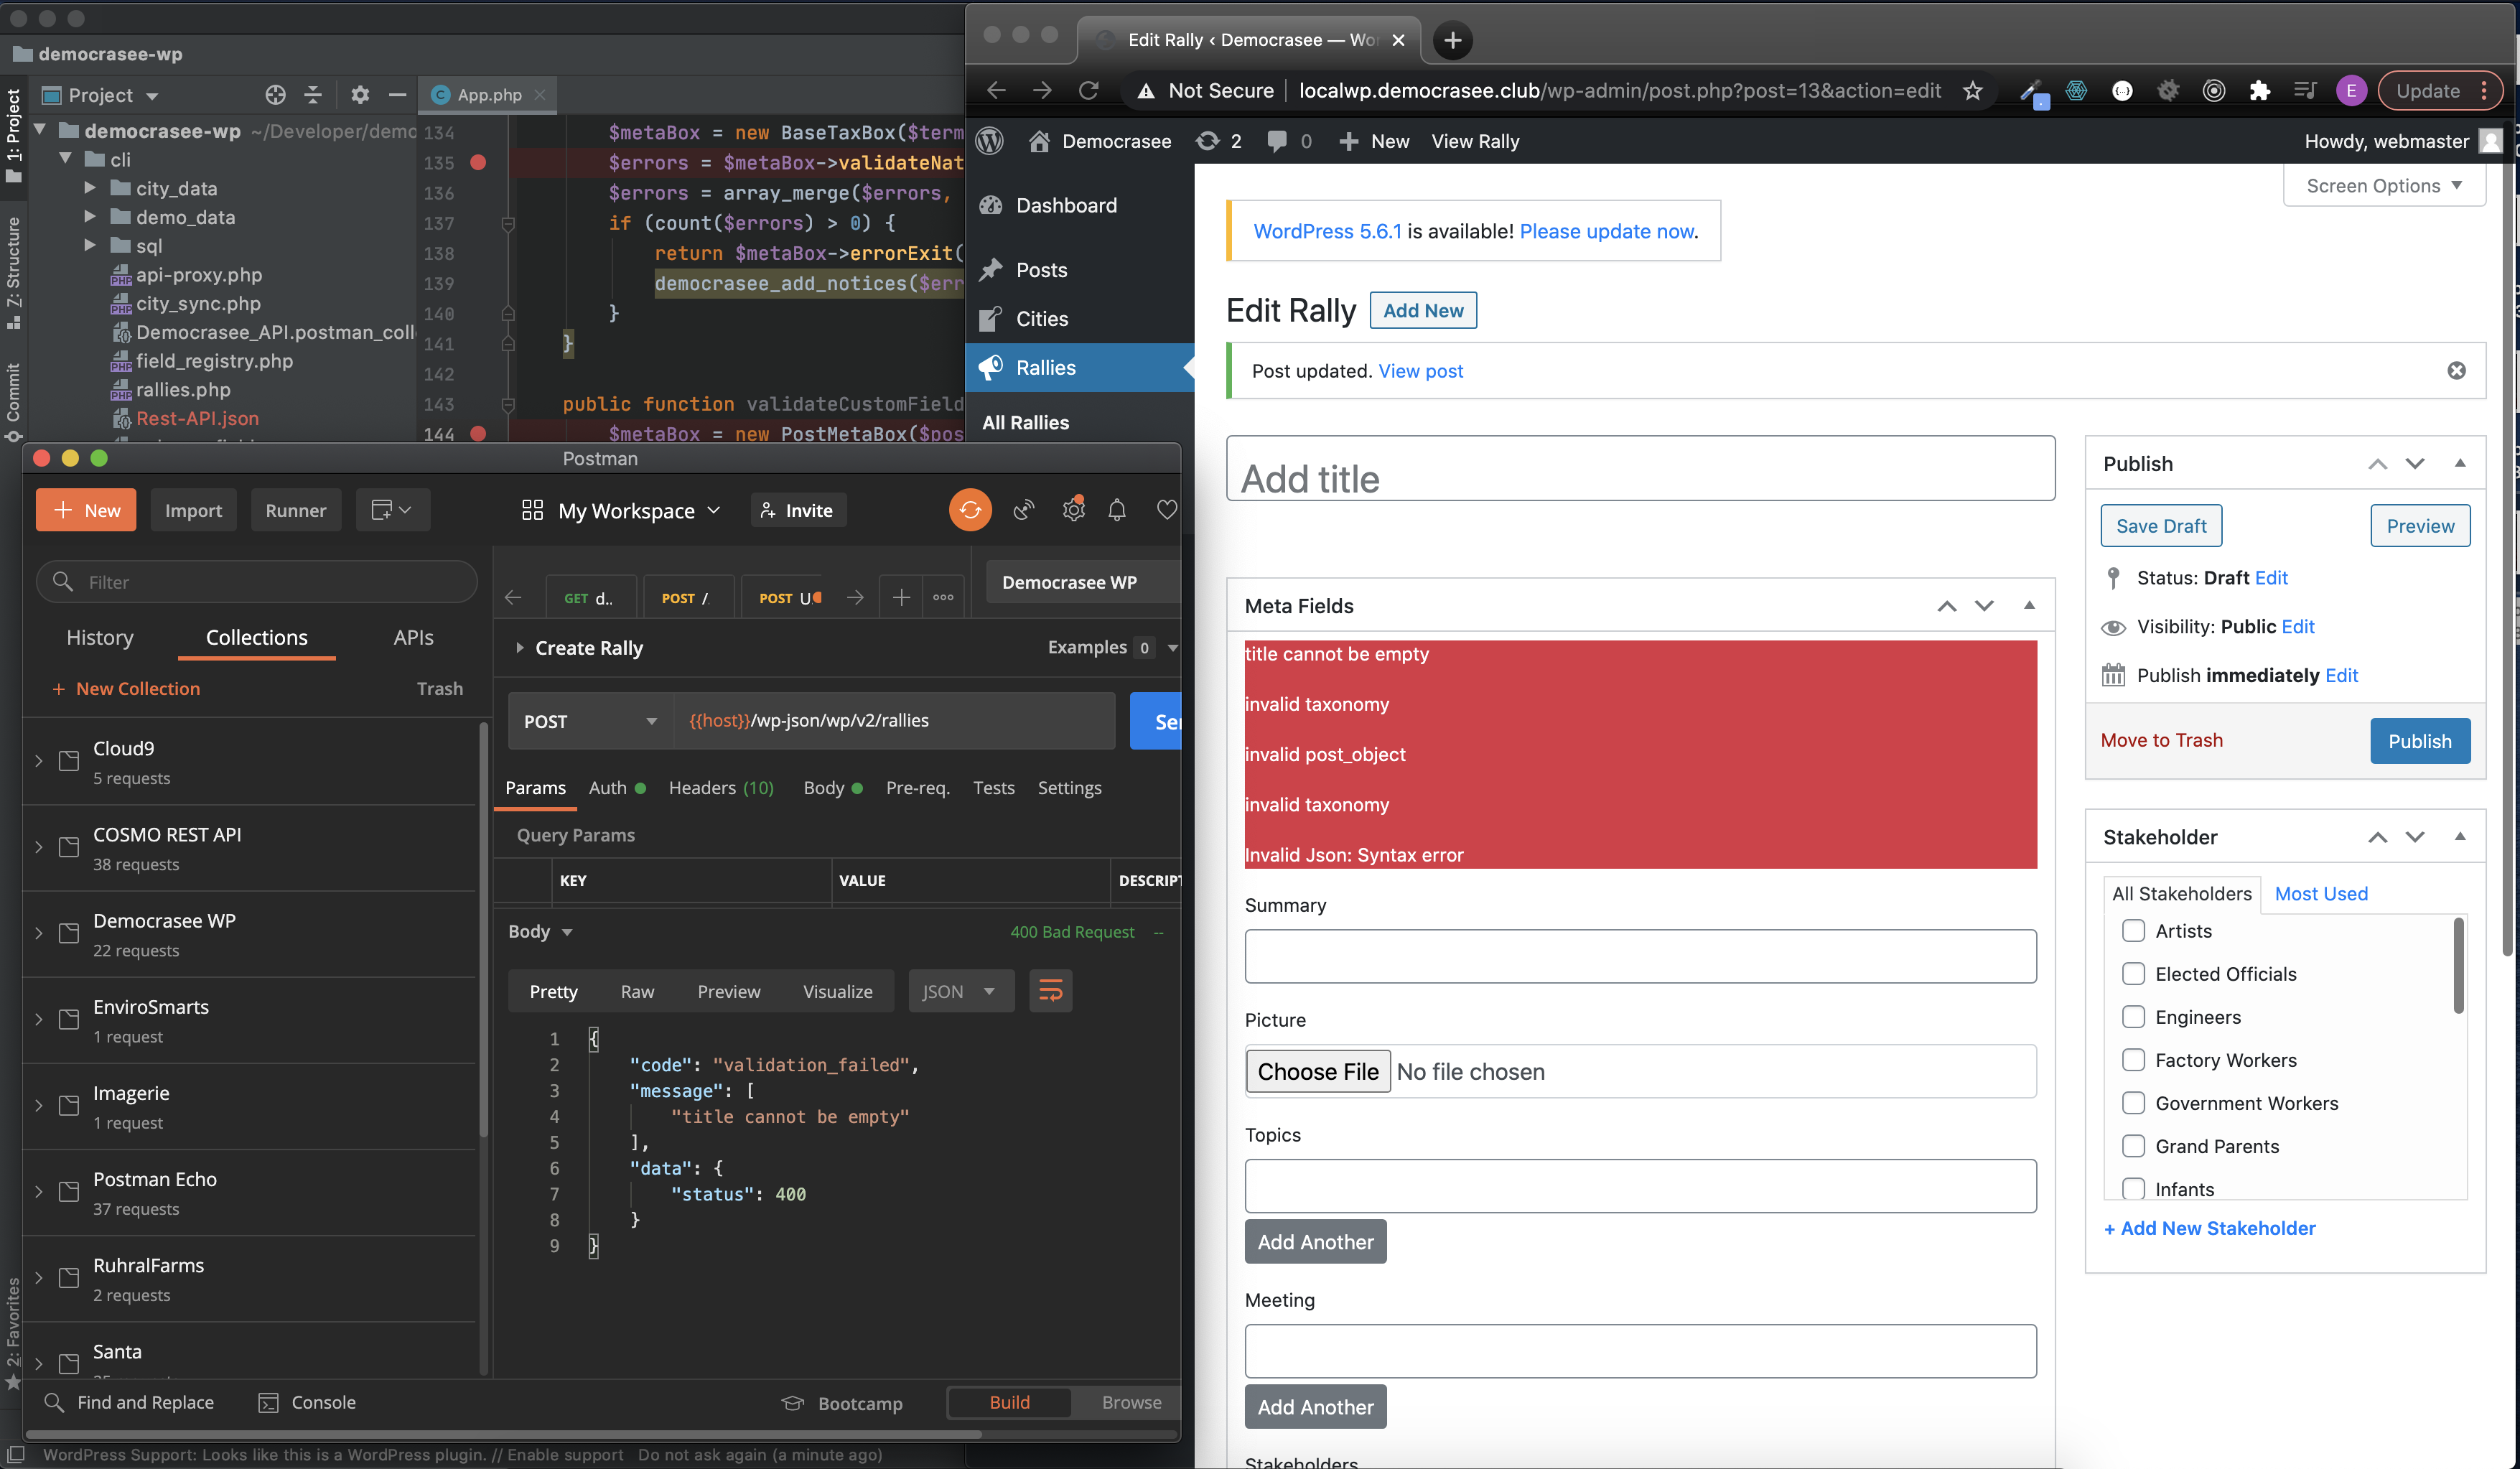 democrasee-wp
Project
App.php
1: Project
Z: Structure
Commit
2: Favorites
democrasee-wp ~/Developer/demo
cli
city_data
demo_data
sql
api-proxy.php
city_sync.php
Democrasee_API.postman_coll
field_registry.php
rallies.php
Rest-API.json
134 $metaBox = new BaseTaxBox($term
135 $errors = $metaBox->validateNat
136 $errors = array_merge($errors,
137 if (count($errors) > 0) {
138 return $metaBox->errorExit(
139 democrasee_add_notices($err
140 }
141 }
142
143 public function validateCustomField
144 $metaBox = new PostMetaBox($pos
Postman
New Import Runner
My Workspace
Invite
Filter
GET d..
POST /
POST U
Democrasee WP
History Collections APIs
+ New Collection Trash
Cloud9
5 requests
COSMO REST API
38 requests
Democrasee WP
22 requests
EnviroSmarts
1 request
Imagerie
1 request
Postman Echo
37 requests
RuhralFarms
2 requests
Santa
Create Rally
Examples 0
POST {{host}}/wp-json/wp/v2/rallies
Params Auth Headers (10) Body Pre-req. Tests Settings
Query Params
KEY VALUE DESCRIPT
Body 400 Bad Request --
Pretty Raw Preview Visualize JSON
1 {
2 "code": "validation_failed",
3 "message": [
4 "title cannot be empty"
5 ],
6 "data": {
7 "status": 400
8 }
9 }
Find and Replace Console Bootcamp Build Browse
WordPress Support: Looks like this is a WordPress plugin. // Enable support Do not ask again (a minute ago)
Edit Rally ‹ Democrasee — Wo
Not Secure | localwp.democrasee.club/wp-admin/post.php?post=13&action=edit
E
Update
Democrasee 2 0 New View Rally Howdy, webmaster
Dashboard
Posts
Cities
Rallies
All Rallies
Screen Options
WordPress 5.6.1 is available! Please update now.
Edit Rally Add New
Post updated. View post
Add title
Meta Fields
title cannot be empty
invalid taxonomy
invalid post_object
invalid taxonomy
Invalid Json: Syntax error
Summary
Picture
Choose File No file chosen
Topics
Add Another
Meeting
Add Another
Stakeholders
Publish
Save Draft Preview
Status: Draft Edit
Visibility: Public Edit
Publish immediately Edit
Move to Trash Publish
Stakeholder
All Stakeholders Most Used
Artists
Elected Officials
Engineers
Factory Workers
Government Workers
Grand Parents
Infants
+ Add New Stakeholder